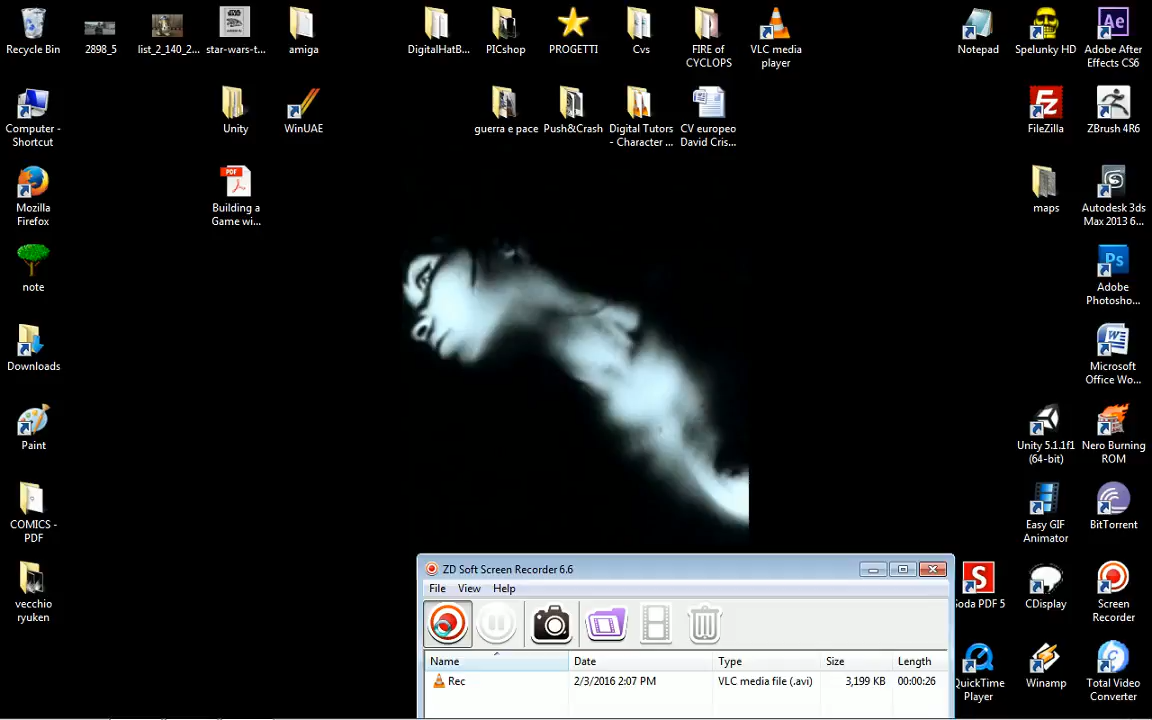 Recycle Bin
2898_5
list_2_140_2...
star-wars-t...
amiga
DigitalHatB...
PICshop
PROGETTI
Cvs
FIRE of
CYCLOPS
VLC media
player
Notepad
Spelunky HD
Adobe After
Effects CS6
Computer -
Shortcut
Unity
WinUAE
guerra e pace
Push&Crash
Digital Tutors
- Character ...
CV europeo
David Cris...
FileZilla
ZBrush 4R6
Mozilla
Firefox
PDF
Building a
Game wi...
maps
Autodesk 3ds
Max 2013 6...
note
Adobe
Photosho...
Downloads
Microsoft
Office Wo...
Paint
Unity 5.1.1f1
(64-bit)
Nero Burning
ROM
COMICS -
PDF
Easy GIF
Animator
BitTorrent
vecchio
ryuken
ZD Soft Screen Recorder 6.6
File View Help
Name Date Type Size Length
Rec 2/3/2016 2:07 PM VLC media file (.avi) 3,199 KB 00:00:26
Soda PDF 5
CDisplay
Screen
Recorder
QuickTime
Player
Winamp
Total Video
Converter